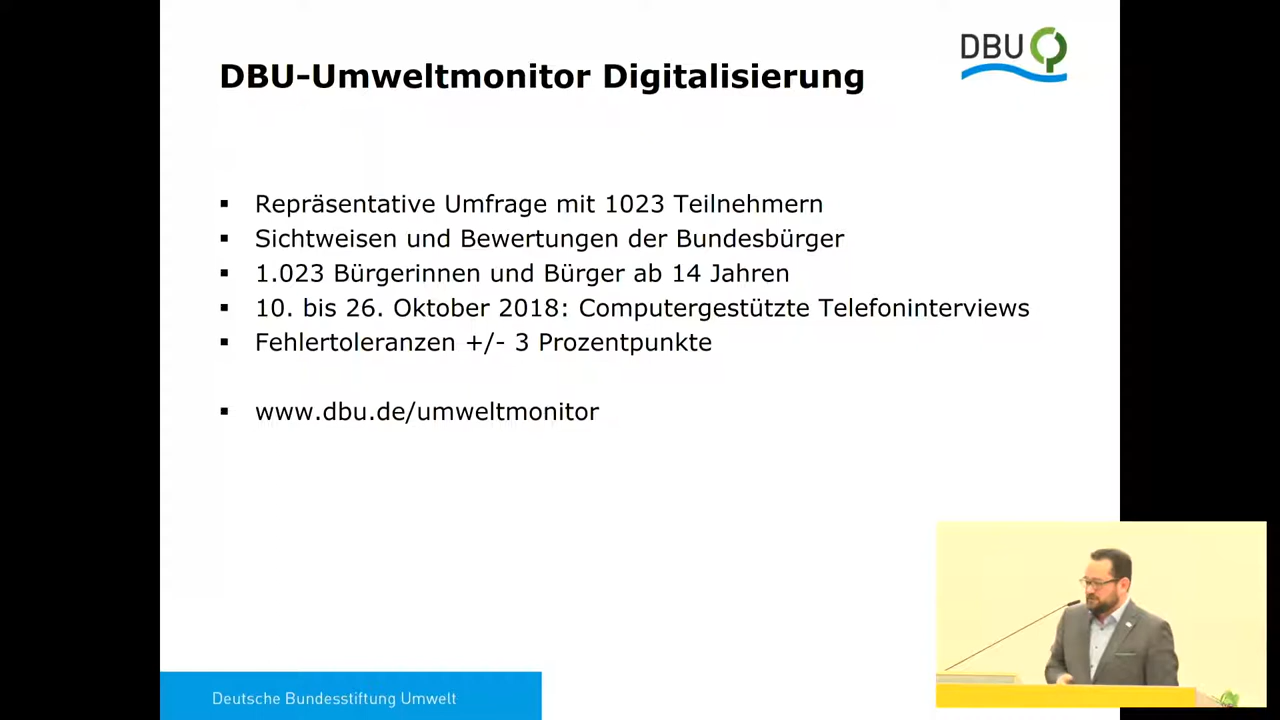 DBU-Umweltmonitor Digitalisierung
DBU
▪ Repräsentative Umfrage mit 1023 Teilnehmern
▪ Sichtweisen und Bewertungen der Bundesbürger
▪ 1.023 Bürgerinnen und Bürger ab 14 Jahren
▪ 10. bis 26. Oktober 2018: Computergestützte Telefoninterviews
▪ Fehlertoleranzen +/- 3 Prozentpunkte
▪ www.dbu.de/umweltmonitor
Deutsche Bundesstiftung Umwelt